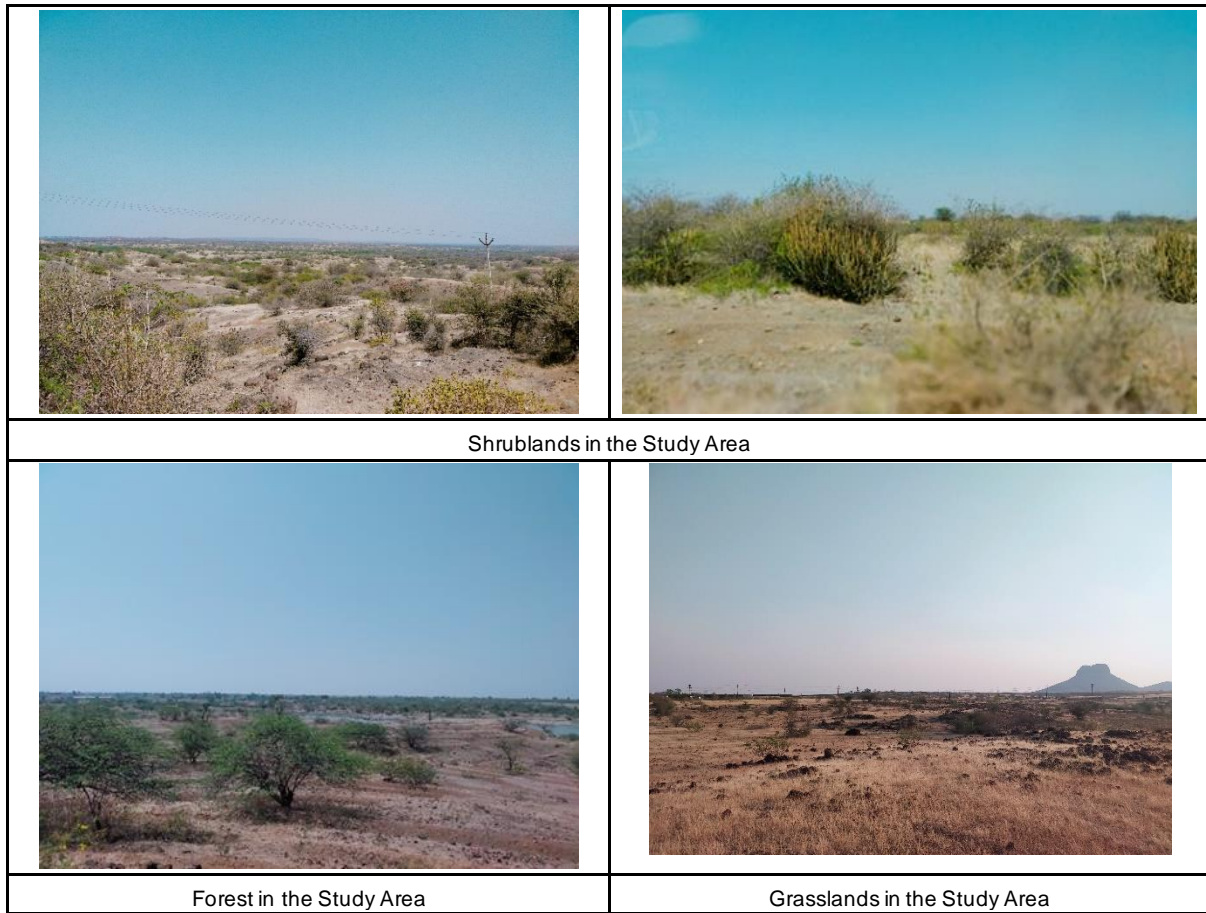 Shrublands in the Study Area
Forest in the Study Area
Grasslands in the Study Area